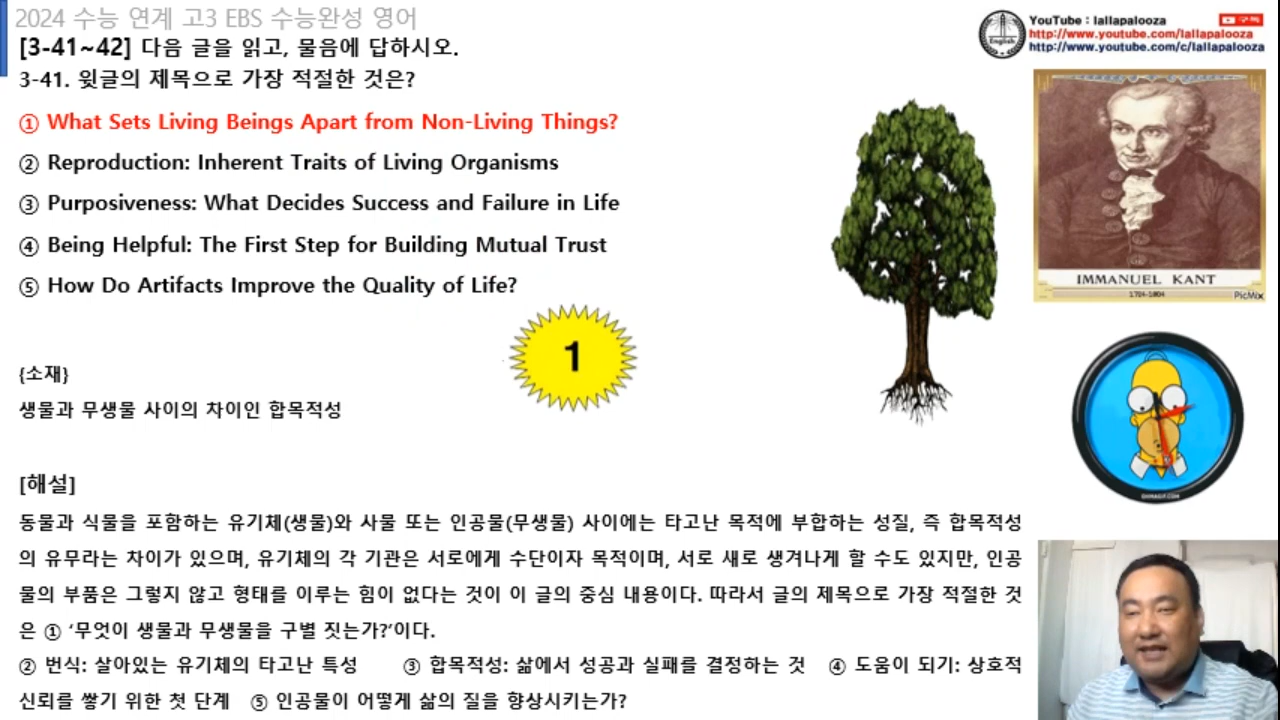 2024 수능 연계 고3 EBS 수능완성 영어
[3-41~42] 다음 글을 읽고, 물음에 답하시오.
3-41. 윗글의 제목으로 가장 적절한 것은?
① What Sets Living Beings Apart from Non-Living Things?
② Reproduction: Inherent Traits of Living Organisms
③ Purposiveness: What Decides Success and Failure in Life
④ Being Helpful: The First Step for Building Mutual Trust
⑤ How Do Artifacts Improve the Quality of Life?
1
{소재}
생물과 무생물 사이의 차이인 합목적성
[해설]
동물과 식물을 포함하는 유기체(생물)와 사물 또는 인공물(무생물) 사이에는 타고난 목적에 부합하는 성질, 즉 합목적성
의 유무라는 차이가 있으며, 유기체의 각 기관은 서로에게 수단이자 목적이며, 서로 새로 생겨나게 할 수도 있지만, 인공
물의 부품은 그렇지 않고 형태를 이루는 힘이 없다는 것이 이 글의 중심 내용이다. 따라서 글의 제목으로 가장 적절한 것
은 ① ‘무엇이 생물과 무생물을 구별 짓는가?’이다.
② 번식: 살아있는 유기체의 타고난 특성 ③ 합목적성: 삶에서 성공과 실패를 결정하는 것 ④ 도움이 되기: 상호적
신뢰를 쌓기 위한 첫 단계 ⑤ 인공물이 어떻게 삶의 질을 향상시키는가?
English
YouTube : lallapalooza
구독
http://www.youtube.com/lallapalooza
http://www.youtube.com/c/lallapalooza
IMMANUEL KANT
1724-1804
PicMix